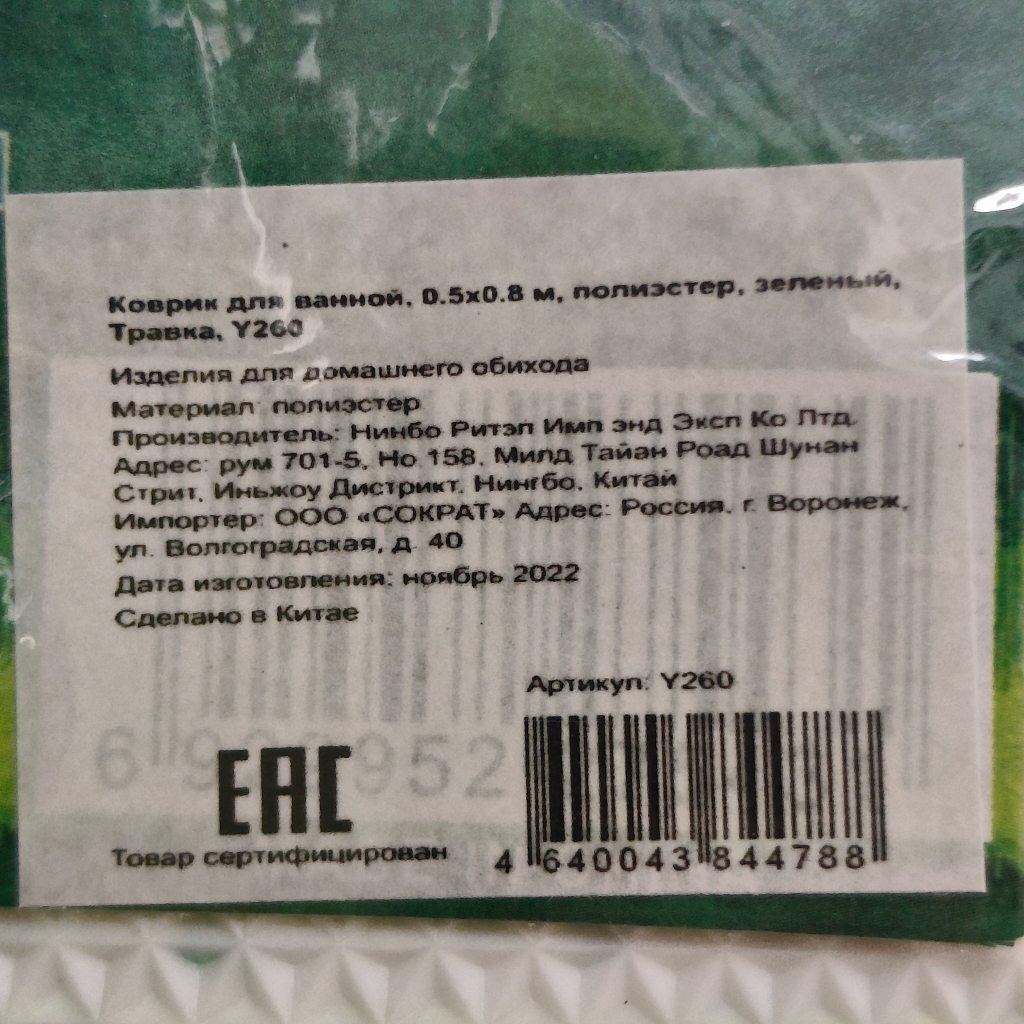 Коврик для ванной, 0.5х0.8 м, полиэстер, зеленый,
Травка, Y260
Изделия для домашнего обихода
Материал: полиэстер
Производитель: Нинбо Ритэл Имп энд Эксп Ко Лтд.
Адрес: рум 701-5, Но 158, Милд Тайан Роад Шунан
Стрит, Иньжоу Дистрикт, Нингбо, Китай
Импортер: ООО «СОКРАТ» Адрес: Россия, г. Воронеж,
ул. Волгоградская, д. 40
Дата изготовления: ноябрь 2022
Сделано в Китае
Артикул: Y260
EAC
Товар сертифицирован
4 640043 844788